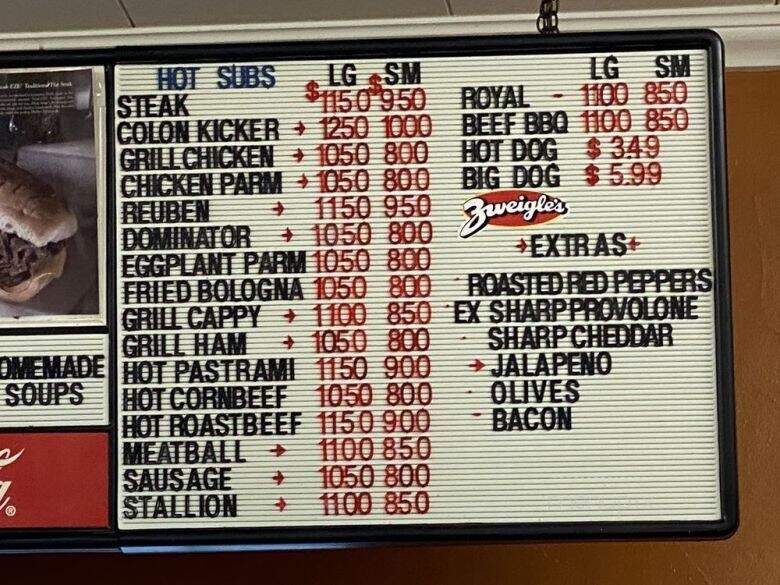 HOT SUBS LG SM
STEAK $1150 $950
COLON KICKER → 1250 1000
GRILL CHICKEN → 1050 800
CHICKEN PARM → 1050 800
REUBEN → 1150 950
DOMINATOR → 1050 800
EGGPLANT PARM 1050 800
FRIED BOLOGNA 1050 800
GRILL CAPPY → 1100 850
GRILL HAM → 1050 800
HOT PASTRAMI 1150 900
HOT CORNBEEF 1050 800
HOT ROASTBEEF 1150 900
MEATBALL → 1100 850
SAUSAGE → 1050 800
STALLION → 1100 850
LG SM
ROYAL - 1100 850
BEEF BBQ 1100 850
HOT DOG $ 3.49
BIG DOG $ 5.99
Zweigle's
→EXTRAS←
- ROASTED RED PEPPERS
- EX SHARP PROVOLONE
- SHARP CHEDDAR
→ JALAPENO
- OLIVES
- BACON
OMEMADE
SOUPS